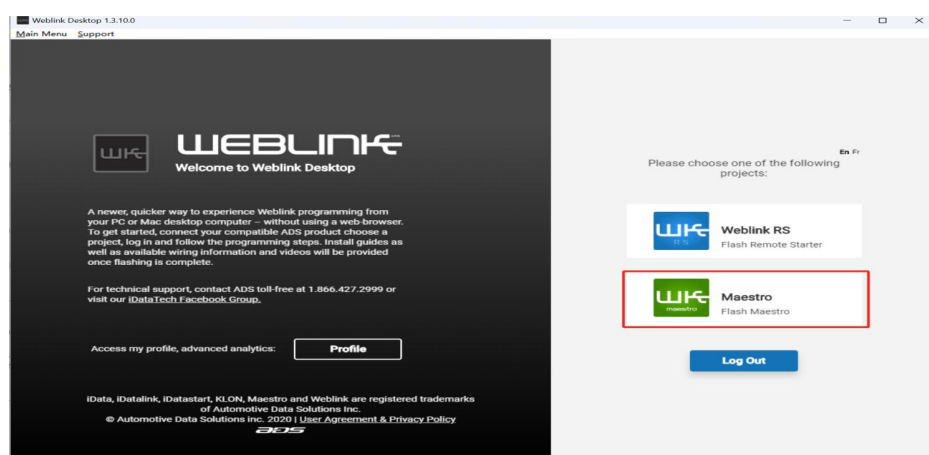 Weblink Desktop 1.3.10.0
Main Menu Support
WEBLINK
Welcome to Weblink Desktop
A newer, quicker way to experience Weblink programming from
your PC or Mac desktop computer – without using a web-browser.
To get started, connect your compatible ADS product choose a
project, log in and follow the programming steps. Install guides as
well as available wiring information and videos will be provided
once flashing is complete.
For technical support, contact ADS toll-free at 1.866.427.2999 or
visit our iDataTech Facebook Group.
Access my profile, advanced analytics: Profile
iData, iDatalink, iDatastart, KLON, Maestro and Weblink are registered trademarks
of Automotive Data Solutions Inc.
© Automotive Data Solutions inc. 2020 | User Agreement & Privacy Policy
ADS
En Fr
Please choose one of the following
projects:
RS
Weblink RS
Flash Remote Starter
maestro
Maestro
Flash Maestro
Log Out